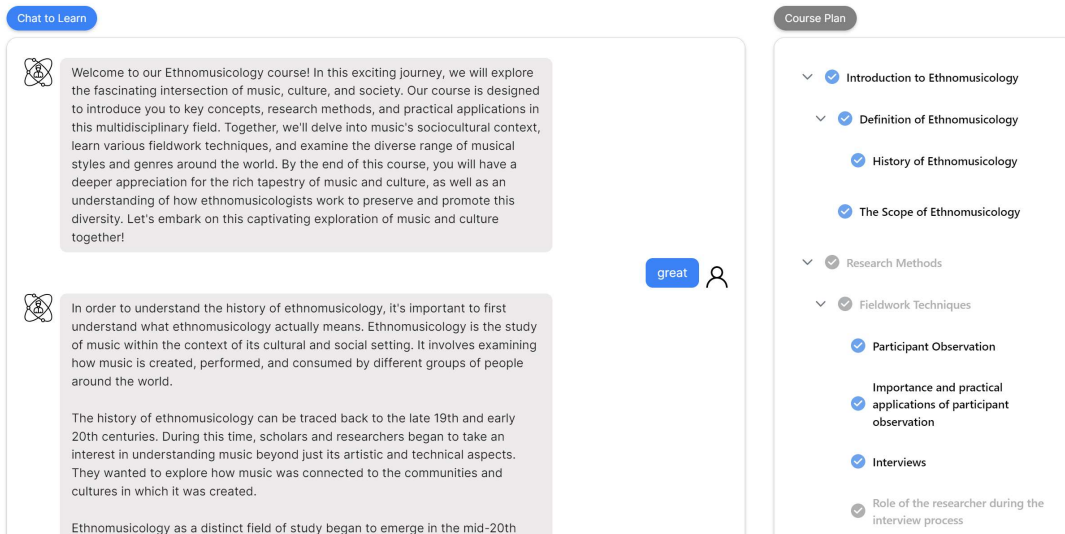 Chat to Learn
Welcome to our Ethnomusicology course! In this exciting journey, we will explore
the fascinating intersection of music, culture, and society. Our course is designed
to introduce you to key concepts, research methods, and practical applications in
this multidisciplinary field. Together, we'll delve into music's sociocultural context,
learn various fieldwork techniques, and examine the diverse range of musical
styles and genres around the world. By the end of this course, you will have a
deeper appreciation for the rich tapestry of music and culture, as well as an
understanding of how ethnomusicologists work to preserve and promote this
diversity. Let's embark on this captivating exploration of music and culture
together!
great
In order to understand the history of ethnomusicology, it's important to first
understand what ethnomusicology actually means. Ethnomusicology is the study
of music within the context of its cultural and social setting. It involves examining
how music is created, performed, and consumed by different groups of people
around the world.
The history of ethnomusicology can be traced back to the late 19th and early
20th centuries. During this time, scholars and researchers began to take an
interest in understanding music beyond just its artistic and technical aspects.
They wanted to explore how music was connected to the communities and
cultures in which it was created.
Ethnomusicology as a distinct field of study began to emerge in the mid-20th
Course Plan
Introduction to Ethnomusicology
Definition of Ethnomusicology
History of Ethnomusicology
The Scope of Ethnomusicology
Research Methods
Fieldwork Techniques
Participant Observation
Importance and practical
applications of participant
observation
Interviews
Role of the researcher during the
interview process